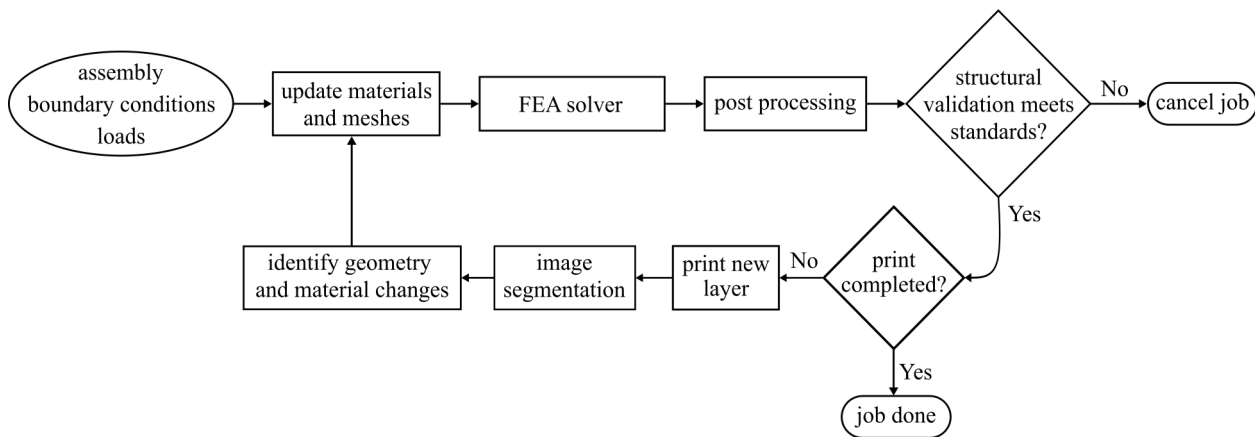 assembly
boundary conditions
loads
update materials
and meshes
FEA solver
post processing
structural
validation meets
standards?
No
cancel job
Yes
print
completed?
No
print new
layer
image
segmentation
identify geometry
and material changes
Yes
job done